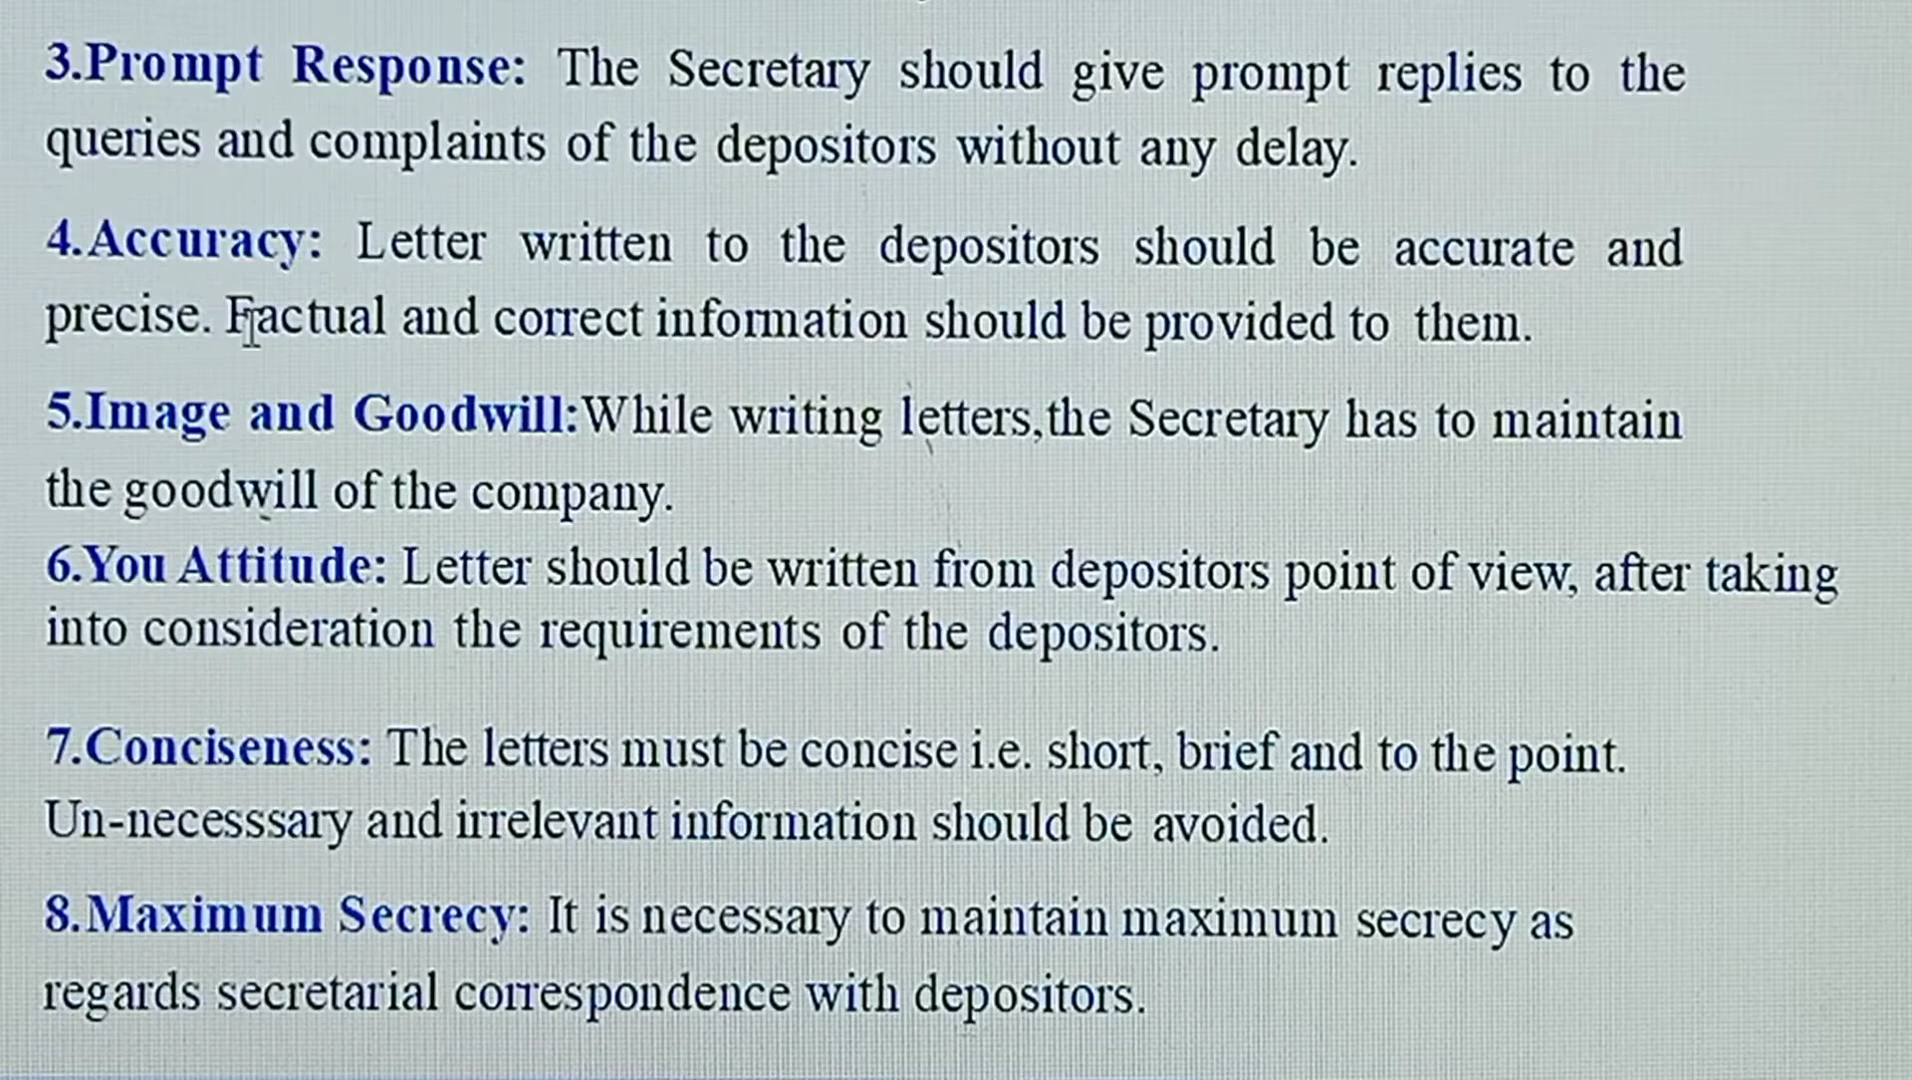 3.Prompt Response: The Secretary should give prompt replies to the
queries and complaints of the depositors without any delay.
4.Accuracy: Letter written to the depositors should be accurate and
precise. Factual and correct information should be provided to them.
5.Image and Goodwill:While writing letters,the Secretary has to maintain
the goodwill of the company.
6.You Attitude: Letter should be written from depositors point of view, after taking
into consideration the requirements of the depositors.
7.Conciseness: The letters must be concise i.e. short, brief and to the point.
Un-necesssary and irrelevant information should be avoided.
8.Maximum Secrecy: It is necessary to maintain maximum secrecy as
regards secretarial correspondence with depositors.